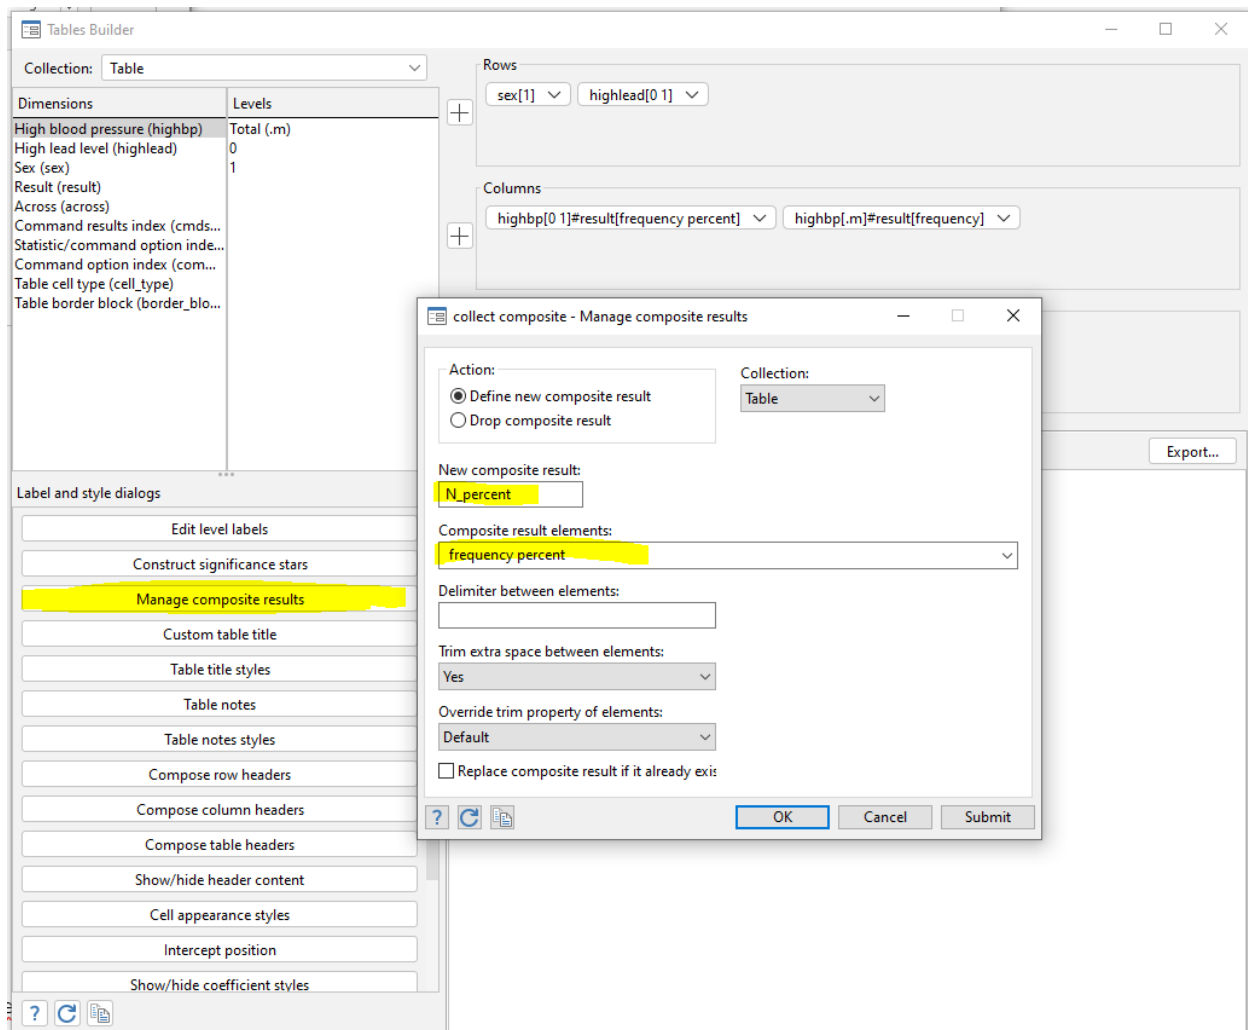 Tables Builder
Collection: Table
Dimensions Levels
High blood pressure (highbp) Total (.m)
High lead level (highlead) 0
Sex (sex) 1
Result (result)
Across (across)
Command results index (cmds...
Statistic/command option inde...
Command option index (com...
Table cell type (cell_type)
Table border block (border_blo...
Rows
sex[1] highlead[0 1]
Columns
highbp[0 1]#result[frequency percent] highbp[.m]#result[frequency]
Export...
Label and style dialogs
Edit level labels
Construct significance stars
Manage composite results
Custom table title
Table title styles
Table notes
Table notes styles
Compose row headers
Compose column headers
Compose table headers
Show/hide header content
Cell appearance styles
Intercept position
Show/hide coefficient styles
collect composite - Manage composite results
Action:
Define new composite result
Drop composite result
Collection:
Table
New composite result:
N_percent
Composite result elements:
frequency percent
Delimiter between elements:
Trim extra space between elements:
Yes
Override trim property of elements:
Default
Replace composite result if it already exis
? OK Cancel Submit
?